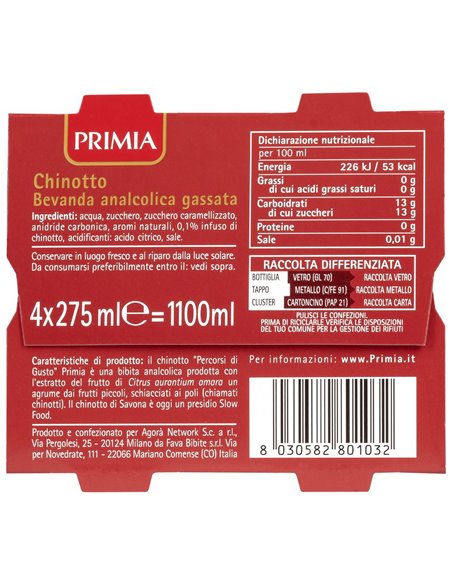 PRIMIA
Chinotto
Bevanda analcolica gassata
Ingredienti: acqua, zucchero, zucchero caramellizzato,
anidride carbonica, aromi naturali, 0,1% infuso di
chinotto, acidificanti: acido citrico, sale.
Conservare in luogo fresco e al riparo dalla luce solare.
Da consumarsi preferibilmente entro il: vedi sopra.
4x275 ml℮=1100ml
Dichiarazione nutrizionale
per 100 ml
Energia 226 kJ / 53 kcal
Grassi 0 g
di cui acidi grassi saturi 0 g
Carboidrati 13 g
di cui zuccheri 13 g
Proteine 0 g
Sale 0,01 g
RACCOLTA DIFFERENZIATA
BOTTIGLIA VETRO (GL 70) RACCOLTA VETRO
TAPPO METALLO (C/FE 91) RACCOLTA METALLO
CLUSTER CARTONCINO (PAP 21) RACCOLTA CARTA
PULISCI LE CONFEZIONI.
PRIMA DI RICICLARLE VERIFICA LE DISPOSIZIONI
DEL TUO COMUNE PER LA GESTIONE DEI RIFIUTI
Caratteristiche di prodotto: il chinotto "Percorsi di
Gusto" Primia è una bibita analcolica prodotta con
l'estratto del frutto di Citrus aurantium amara un
agrume dai frutti piccoli, schiacciati ai poli (chiamati
chinotti). Il chinotto di Savona è oggi un presidio Slow
Food.
Prodotto e confezionato per Agorà Network S.c. a r.l.,
Via Pergolesi, 25 - 20124 Milano da Fava Bibite s.r.l. via
per Novedrate, 111 - 22066 Mariano Comense (CO) Italia
Per informazioni: www.Primia.it
8 030582 801032